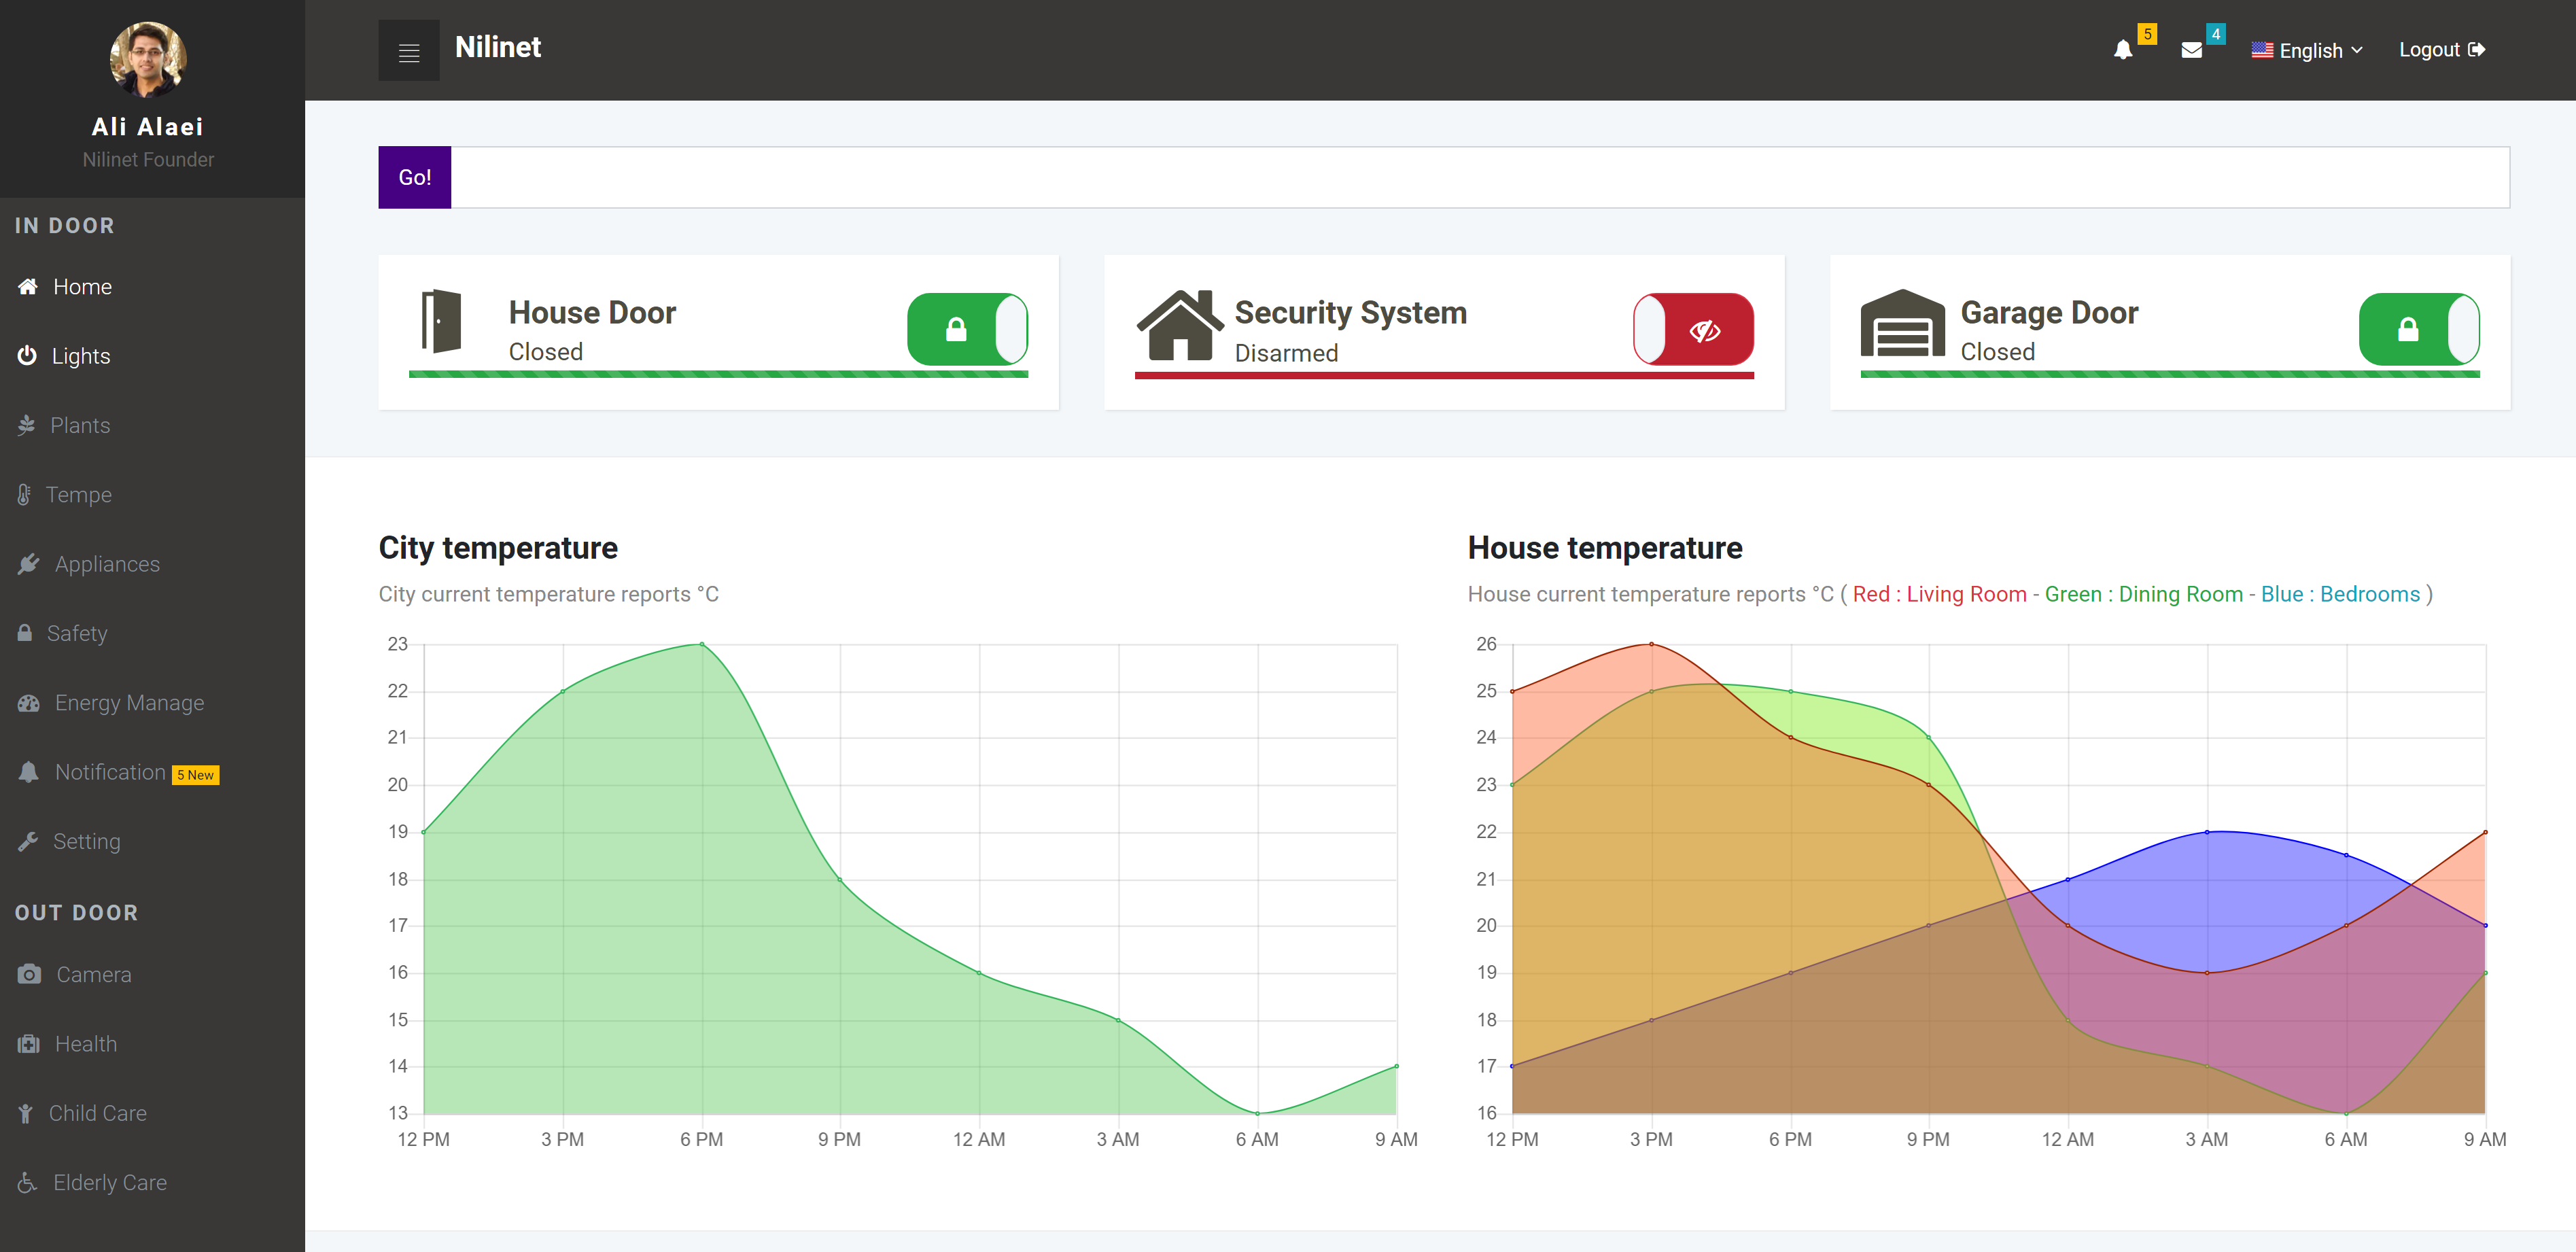 Ali Alaei
Nilinet Founder
IN DOOR
Home
Lights
Plants
Tempe
Appliances
Safety
Energy Manage
Notification 5 New
Setting
OUT DOOR
Camera
Health
Child Care
Elderly Care
Nilinet
5
4
English
Logout
Go!
House Door
Closed
Security System
Disarmed
Garage Door
Closed
City temperature
City current temperature reports °C
23
22
21
20
19
18
17
16
15
14
13
12 PM 3 PM 6 PM 9 PM 12 AM 3 AM 6 AM 9 AM
House temperature
House current temperature reports °C ( Red : Living Room - Green : Dining Room - Blue : Bedrooms )
26
25
24
23
22
21
20
19
18
17
16
12 PM 3 PM 6 PM 9 PM 12 AM 3 AM 6 AM 9 AM